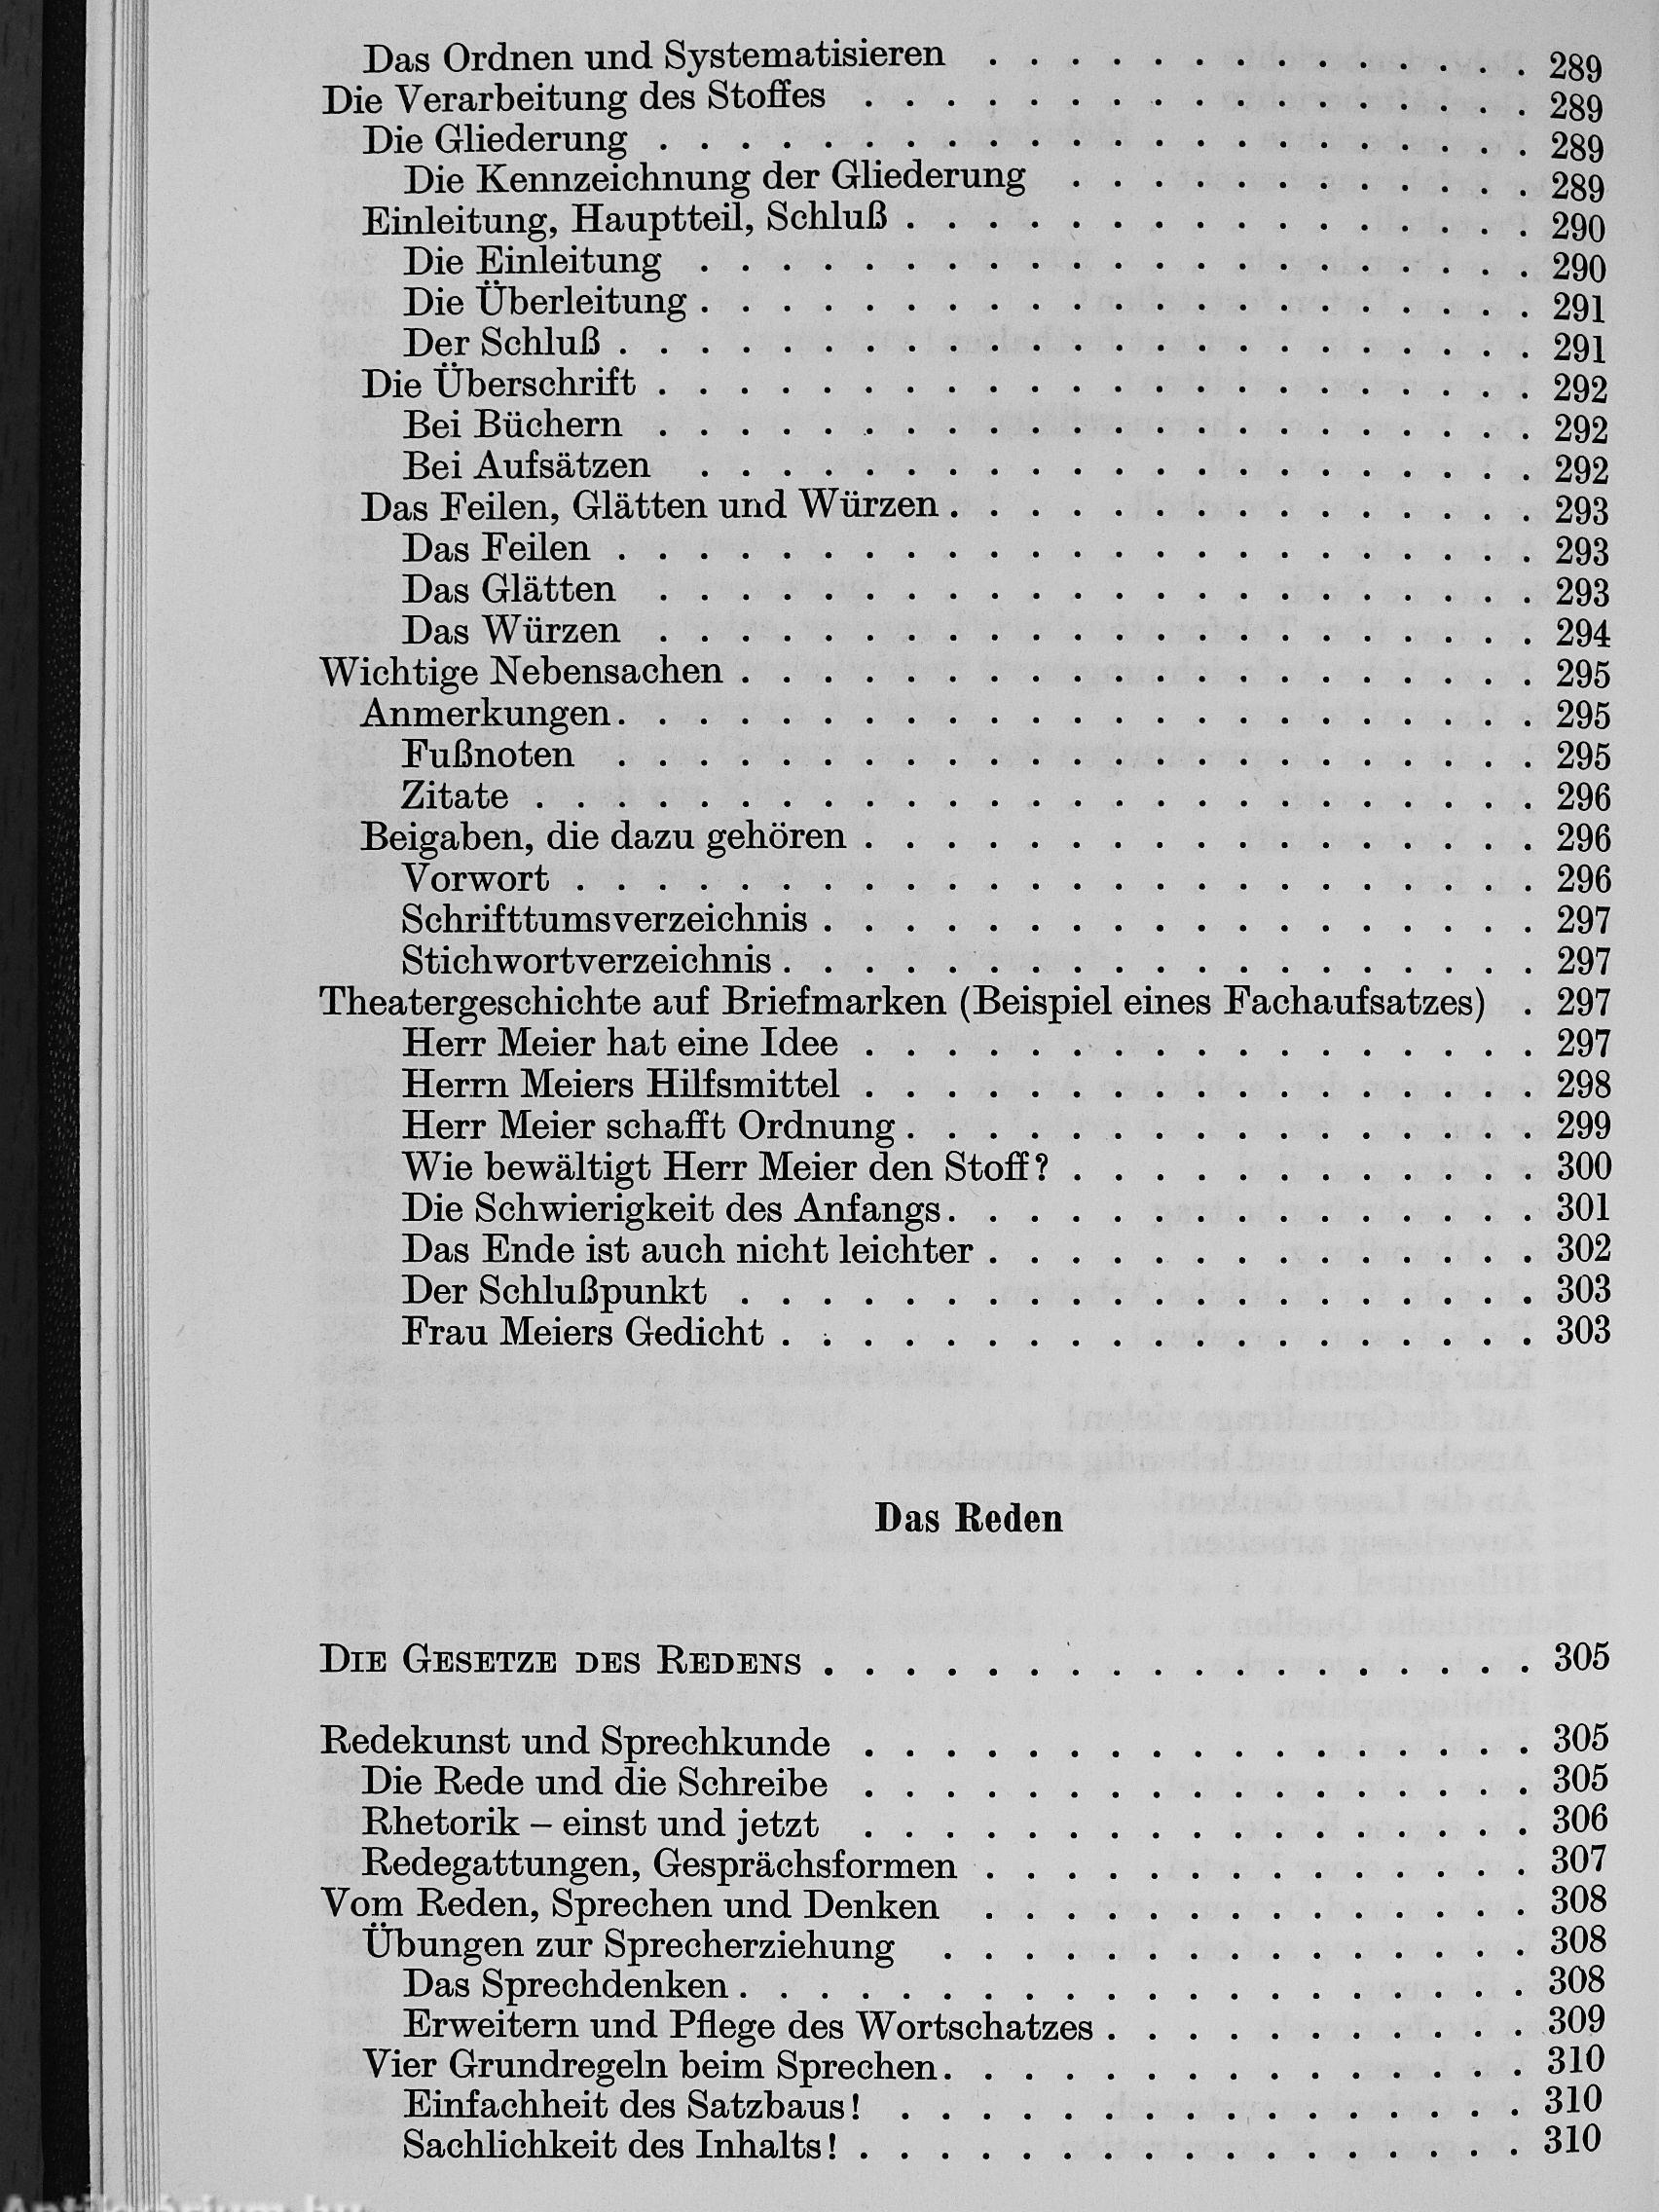 Das Ordnen und Systematisieren . . . . . . . . . . . . . . 289
Die Verarbeitung des Stoffes . . . . . . . . . . . . . . . . . 289
Die Gliederung . . . . . . . . . . . . . . . . . . . . . . 289
Die Kennzeichnung der Gliederung . . . . . . . . . . . . 289
Einleitung, Hauptteil, Schluß . . . . . . . . . . . . . . . . 290
Die Einleitung . . . . . . . . . . . . . . . . . . . . . 290
Die Überleitung . . . . . . . . . . . . . . . . . . . . . 291
Der Schluß . . . . . . . . . . . . . . . . . . . . . . . 291
Die Überschrift . . . . . . . . . . . . . . . . . . . . . . 292
Bei Büchern . . . . . . . . . . . . . . . . . . . . . . 292
Bei Aufsätzen . . . . . . . . . . . . . . . . . . . . . 292
Das Feilen, Glätten und Würzen . . . . . . . . . . . . . . . 293
Das Feilen . . . . . . . . . . . . . . . . . . . . . . . 293
Das Glätten . . . . . . . . . . . . . . . . . . . . . . 293
Das Würzen . . . . . . . . . . . . . . . . . . . . . . 294
Wichtige Nebensachen . . . . . . . . . . . . . . . . . . . . 295
Anmerkungen . . . . . . . . . . . . . . . . . . . . . . . 295
Fußnoten . . . . . . . . . . . . . . . . . . . . . . . 295
Zitate . . . . . . . . . . . . . . . . . . . . . . . . . 296
Beigaben, die dazu gehören . . . . . . . . . . . . . . . . . 296
Vorwort . . . . . . . . . . . . . . . . . . . . . . . . 296
Schrifttumsverzeichnis . . . . . . . . . . . . . . . . . . 297
Stichwortverzeichnis . . . . . . . . . . . . . . . . . . . 297
Theatergeschichte auf Briefmarken (Beispiel eines Fachaufsatzes) . 297
Herr Meier hat eine Idee . . . . . . . . . . . . . . . . . 297
Herrn Meiers Hilfsmittel . . . . . . . . . . . . . . . . . 298
Herr Meier schafft Ordnung . . . . . . . . . . . . . . . . 299
Wie bewältigt Herr Meier den Stoff? . . . . . . . . . . . . 300
Die Schwierigkeit des Anfangs . . . . . . . . . . . . . . . 301
Das Ende ist auch nicht leichter . . . . . . . . . . . . . . 302
Der Schlußpunkt . . . . . . . . . . . . . . . . . . . . 303
Frau Meiers Gedicht . . . . . . . . . . . . . . . . . . . 303
Das Reden
DIE GESETZE DES REDENS . . . . . . . . . . . . . . . . . . 305
Redekunst und Sprechkunde . . . . . . . . . . . . . . . . . 305
Die Rede und die Schreibe . . . . . . . . . . . . . . . . . 305
Rhetorik – einst und jetzt . . . . . . . . . . . . . . . . . 306
Redegattungen, Gesprächsformen . . . . . . . . . . . . . . 307
Vom Reden, Sprechen und Denken . . . . . . . . . . . . . . 308
Übungen zur Sprecherziehung . . . . . . . . . . . . . . . 308
Das Sprechdenken . . . . . . . . . . . . . . . . . . . . 308
Erweitern und Pflege des Wortschatzes . . . . . . . . . . . 309
Vier Grundregeln beim Sprechen . . . . . . . . . . . . . . . 310
Einfachheit des Satzbaus! . . . . . . . . . . . . . . . . 310
Sachlichkeit des Inhalts! . . . . . . . . . . . . . . . . . 310